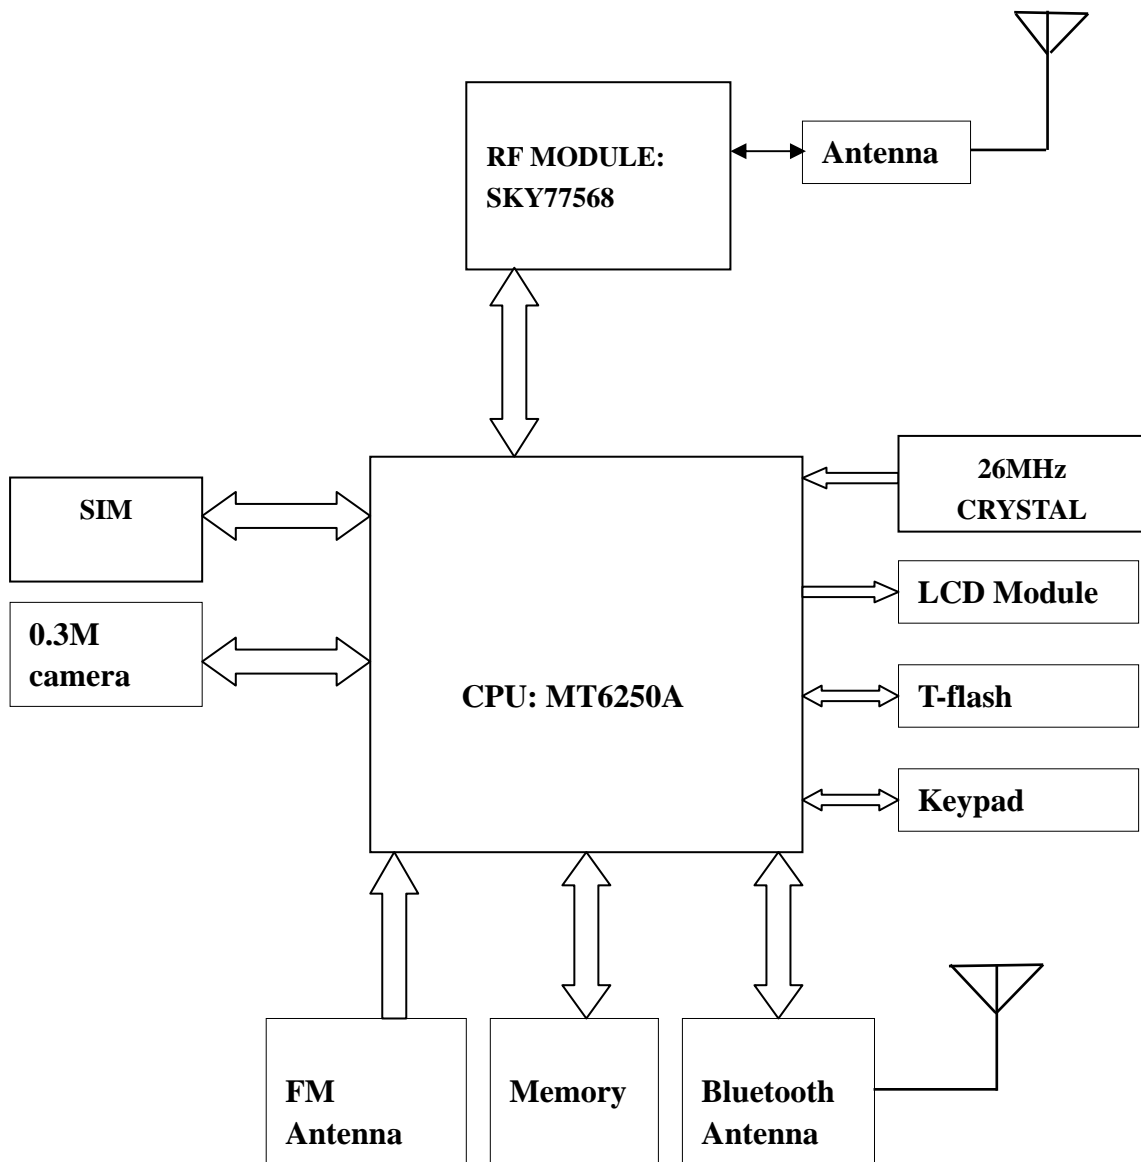 RF MODULE:
SKY77568
Antenna
26MHz
CRYSTAL
SIM
LCD Module
0.3M
camera
CPU: MT6250A
T-flash
Keypad
FM
Antenna
Memory
Bluetooth
Antenna